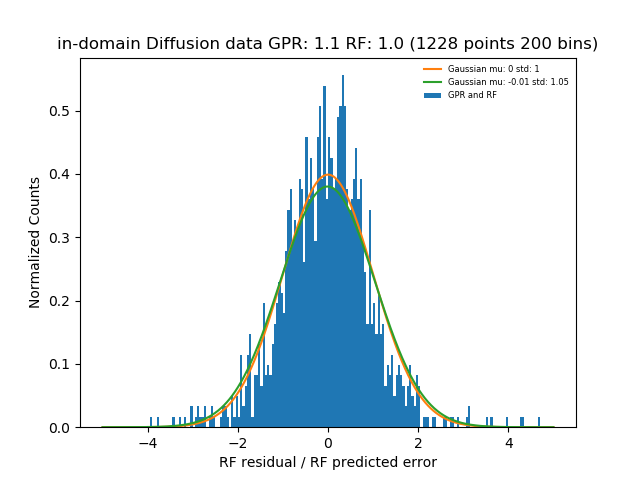 in-domain Diffusion data GPR: 1.1 RF: 1.0 (1228 points 200 bins)
Gaussian mu: 0 std: 1
Gaussian mu: -0.01 std: 1.05
GPR and RF
Normalized Counts
0.5
0.4
0.3
0.2
0.1
0.0
−4 −2 0 2 4
RF residual / RF predicted error